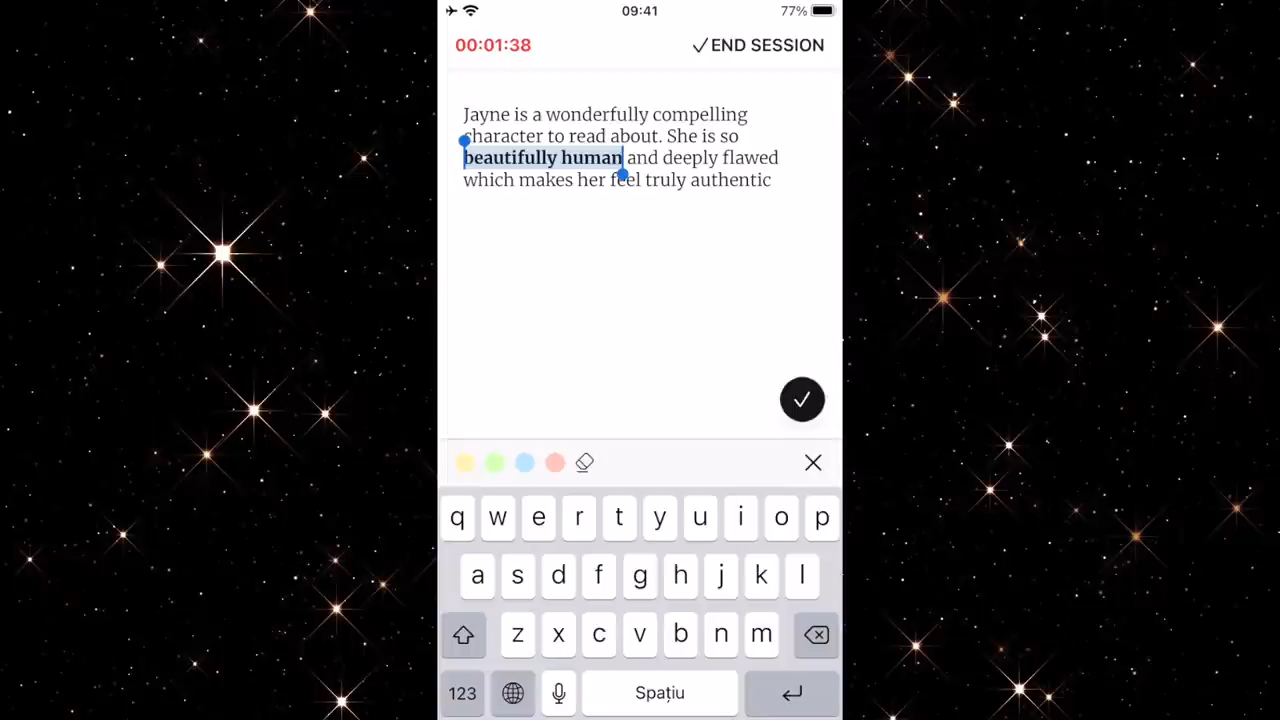 09:41
77%
00:01:38
✓END SESSION
Jayne is a wonderfully compelling
character to read about. She is so
beautifully human and deeply flawed
which makes her feel truly authentic
q w e r t y u i o p
a s d f g h j k l
z x c v b n m
123
Spațiu